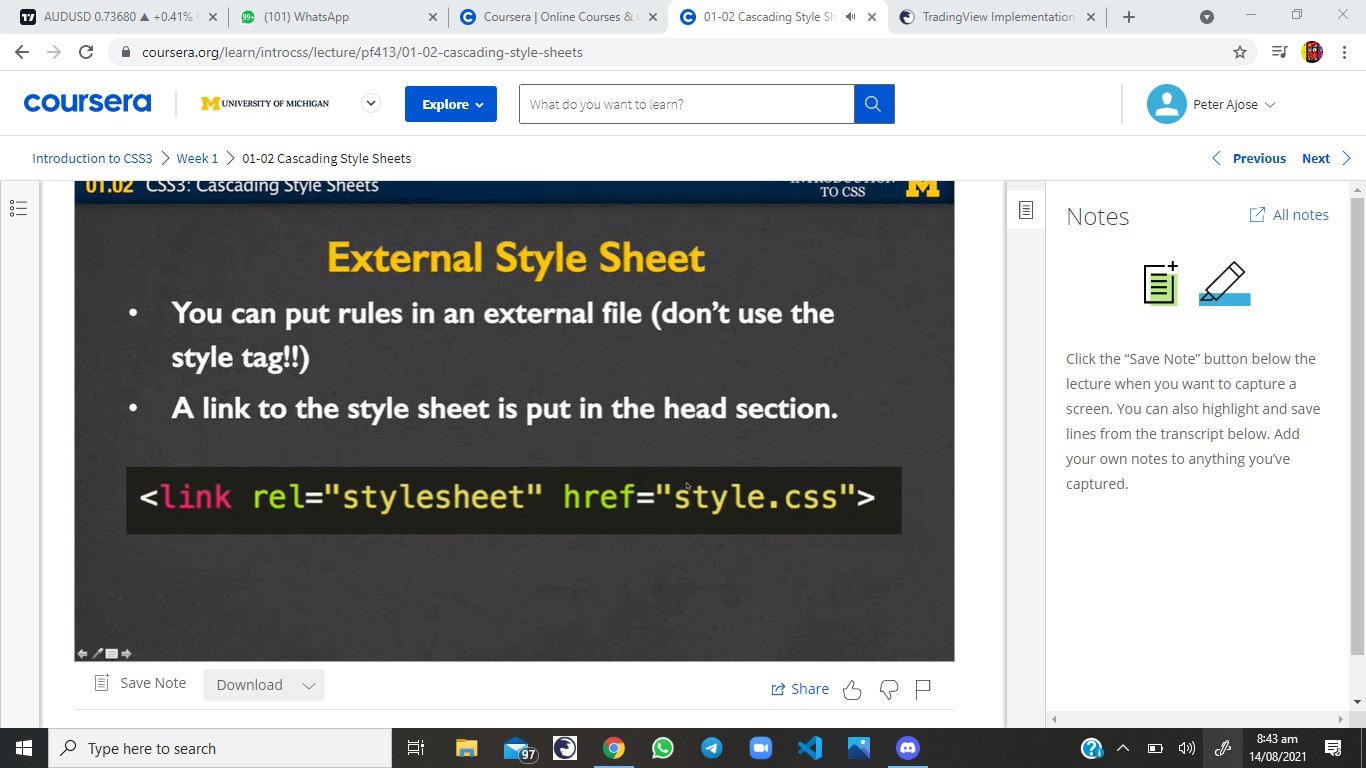 AUDUSD 0.73680 ▲ +0.41%
99+
(101) WhatsApp
Coursera | Online Courses &
01-02 Cascading Style Sh
TradingView Implementation
coursera.org/learn/introcss/lecture/pf413/01-02-cascading-style-sheets
coursera
M UNIVERSITY OF MICHIGAN
Explore
What do you want to learn?
Peter Ajose
Introduction to CSS3
Week 1
01-02 Cascading Style Sheets
Previous
Next
01.02 CSS3: Cascading Style Sheets
INTRODUCTION
TO CSS
M
External Style Sheet
• You can put rules in an external file (don't use the
style tag!!)
• A link to the style sheet is put in the head section.
<link rel="stylesheet" href="style.css">
Save Note
Download
Share
Notes
All notes
Click the “Save Note” button below the
lecture when you want to capture a
screen. You can also highlight and save
lines from the transcript below. Add
your own notes to anything you’ve
captured.
Type here to search
97
8:43 am
14/08/2021